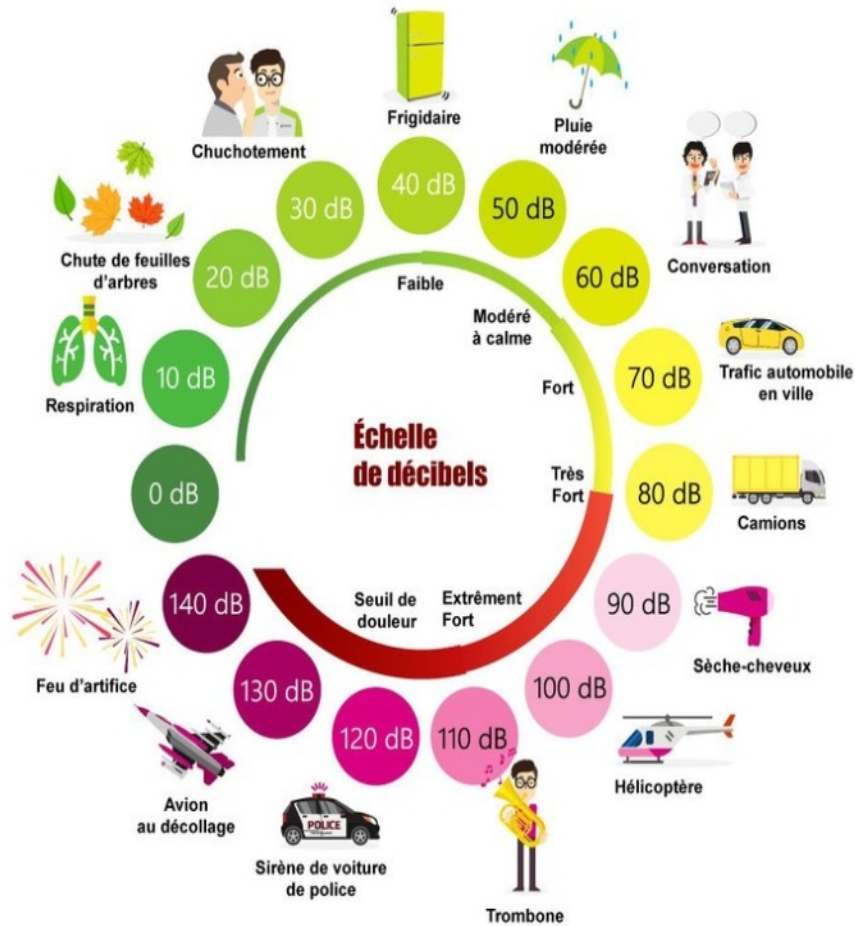 Échelle
de décibels
0 dB
10 dB
Respiration
20 dB
Chute de feuilles
d'arbres
30 dB
Chuchotement
40 dB
Frigidaire
50 dB
Pluie
modérée
60 dB
Conversation
70 dB
Trafic automobile
en ville
80 dB
Camions
90 dB
Sèche-cheveux
100 dB
Hélicoptère
110 dB
Trombone
120 dB
POLICE
Sirène de voiture
de police
130 dB
Avion
au décollage
140 dB
Feu d'artifice
Faible
Modéré
à calme
Fort
Très
Fort
Extrêment
Fort
Seuil de
douleur